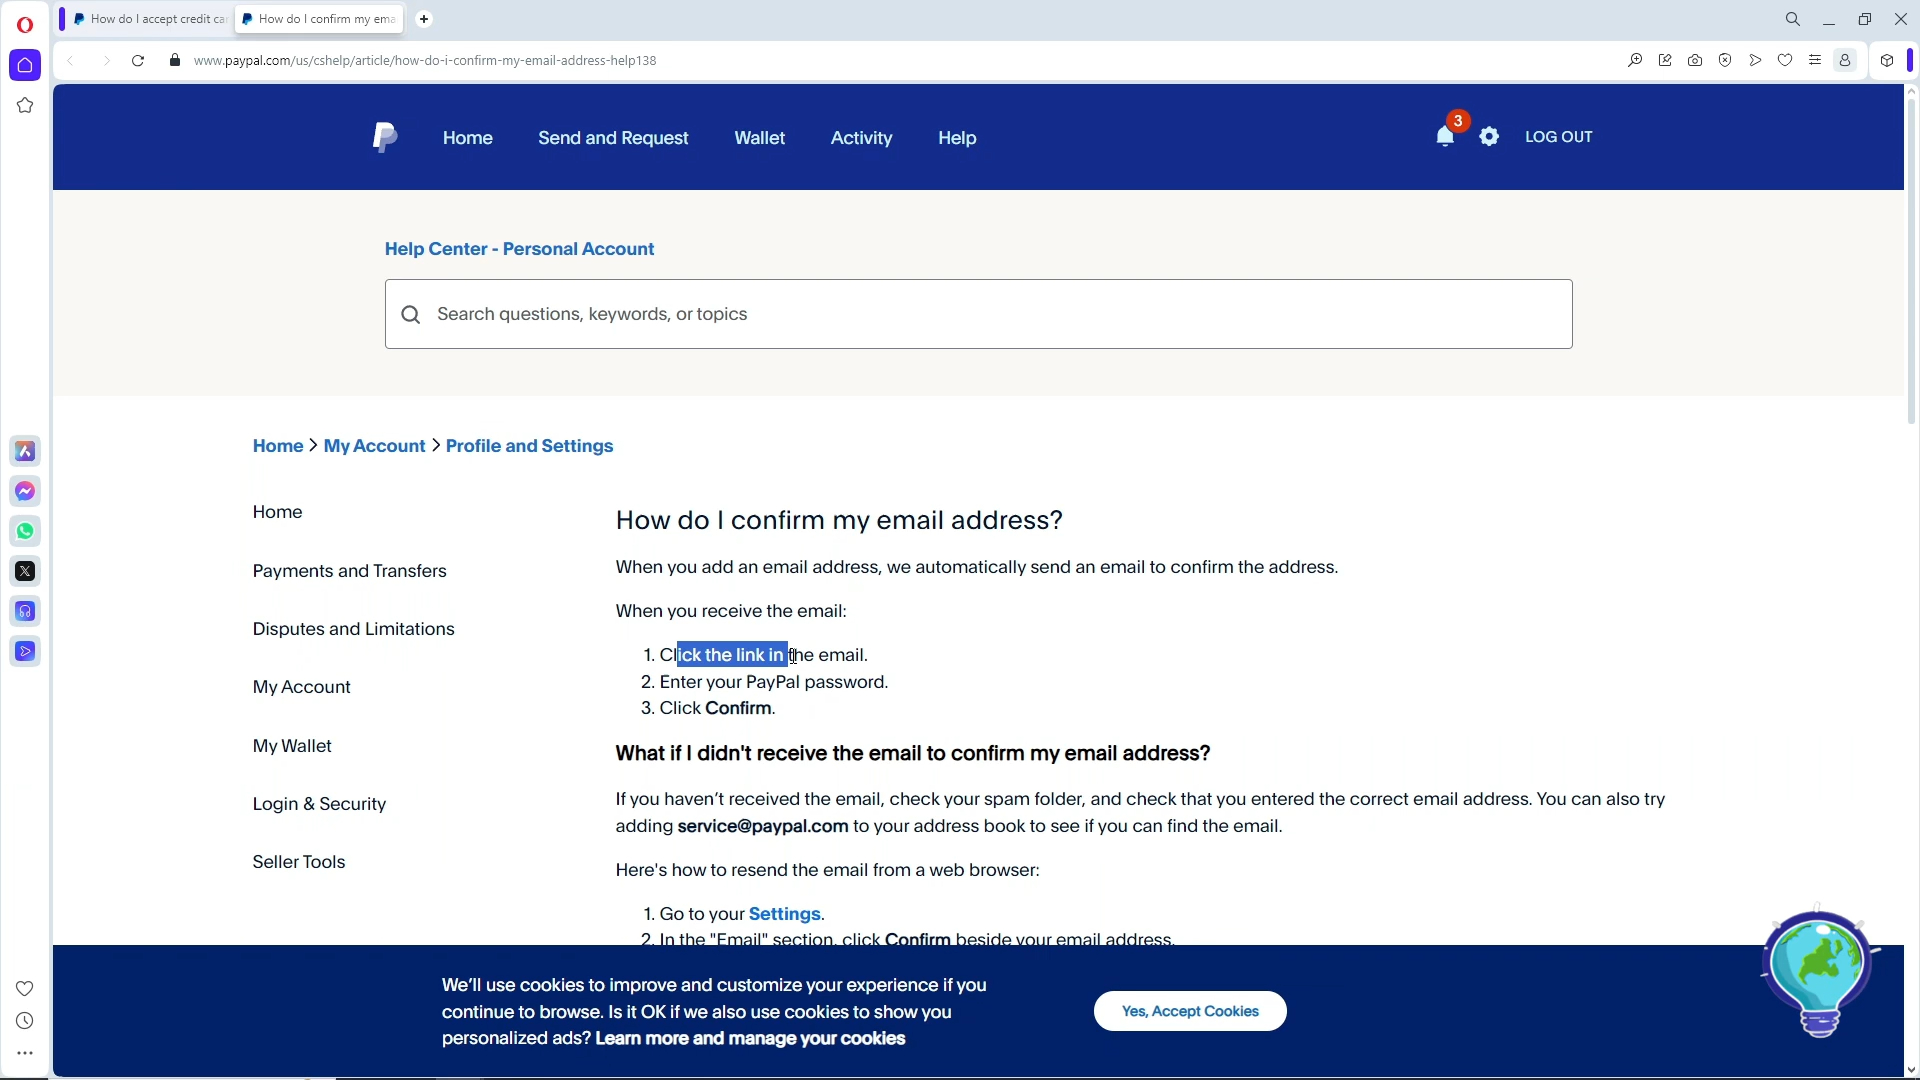 How do I accept credit ca
How do I confirm my ema
www.paypal.com/us/cshelp/article/how-do-i-confirm-my-email-address-help138
Home Send and Request Wallet Activity Help 3 LOG OUT
Help Center - Personal Account
Search questions, keywords, or topics
Home > My Account > Profile and Settings
Home
Payments and Transfers
Disputes and Limitations
My Account
My Wallet
Login & Security
Seller Tools
How do I confirm my email address?
When you add an email address, we automatically send an email to confirm the address.
When you receive the email:
1. Click the link in the email.
2. Enter your PayPal password.
3. Click Confirm.
What if I didn't receive the email to confirm my email address?
If you haven't received the email, check your spam folder, and check that you entered the correct email address. You can also try
adding service@paypal.com to your address book to see if you can find the email.
Here's how to resend the email from a web browser:
1. Go to your Settings.
2. In the "Email" section, click Confirm beside your email address.
We'll use cookies to improve and customize your experience if you
continue to browse. Is it OK if we also use cookies to show you
personalized ads? Learn more and manage your cookies
Yes, Accept Cookies